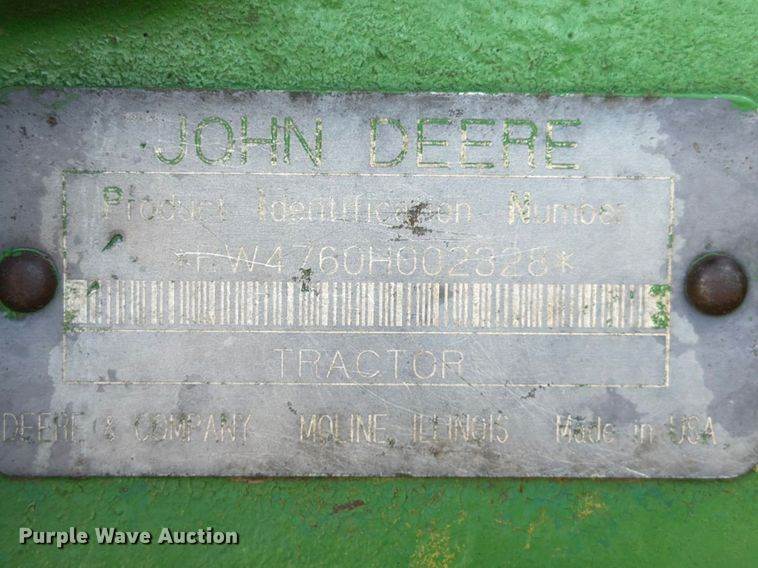 JOHN DEERE
Product Identification Number
*RW4760H002328*
TRACTOR
DEERE & COMPANY MOLINE ILLINOIS Made in USA
Purple Wave Auction